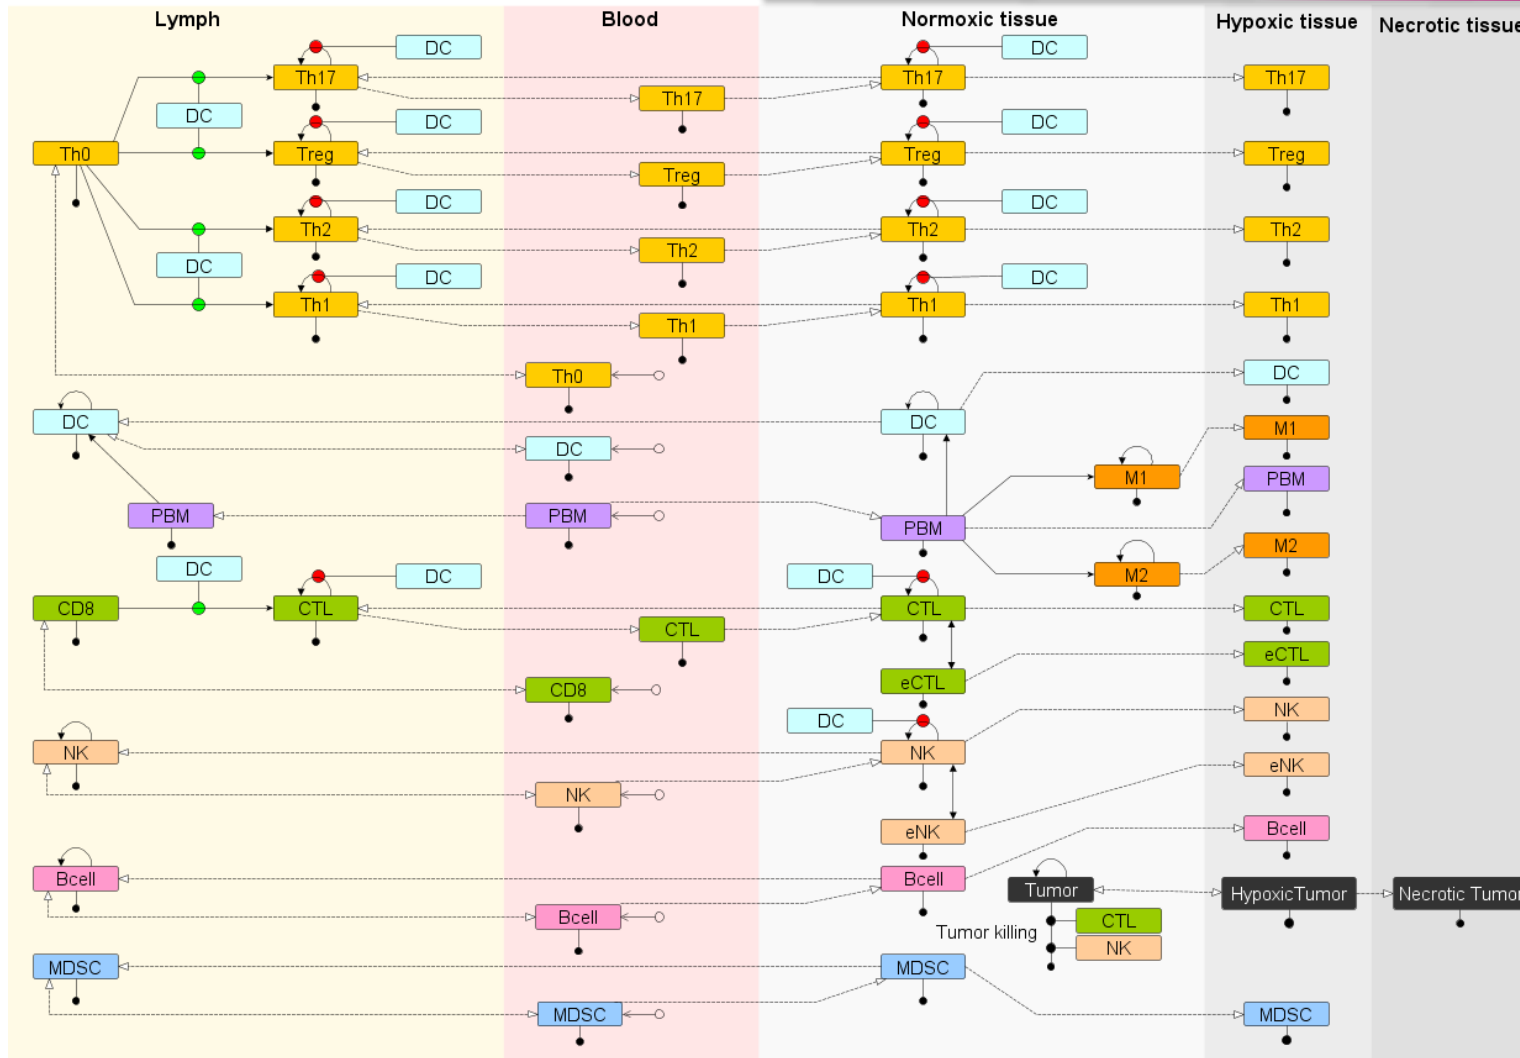 Lymph
Blood
Normoxic tissue
Hypoxic tissue
Necrotic tissue
DC
DC
Th17
Th17
Th17
Th17
DC
DC
DC
Th0
Treg
Treg
Treg
Treg
DC
DC
Th2
Th2
Th2
Th2
DC
DC
DC
Th1
Th1
Th1
Th1
Th0
DC
DC
DC
M1
DC
M1
PBM
PBM
PBM
PBM
M2
DC
DC
DC
M2
CD8
CTL
CTL
CTL
CTL
eCTL
eCTL
CD8
NK
DC
NK
NK
eNK
NK
eNK
Bcell
Bcell
Bcell
Tumor
HypoxicTumor
Necrotic Tumor
Bcell
CTL
Tumor killing
NK
MDSC
MDSC
MDSC
MDSC